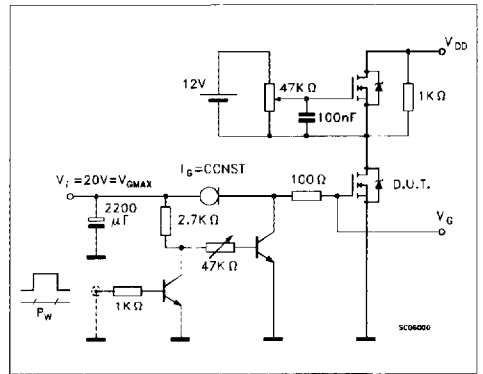 V_DD
12V
47KΩ
1KΩ
100nF
I_G=CONST
V_i=20V=V_GMAX
100Ω
D.U.T.
2200
μF
2.7KΩ
V_G
47KΩ
1KΩ
P_W
SC06000